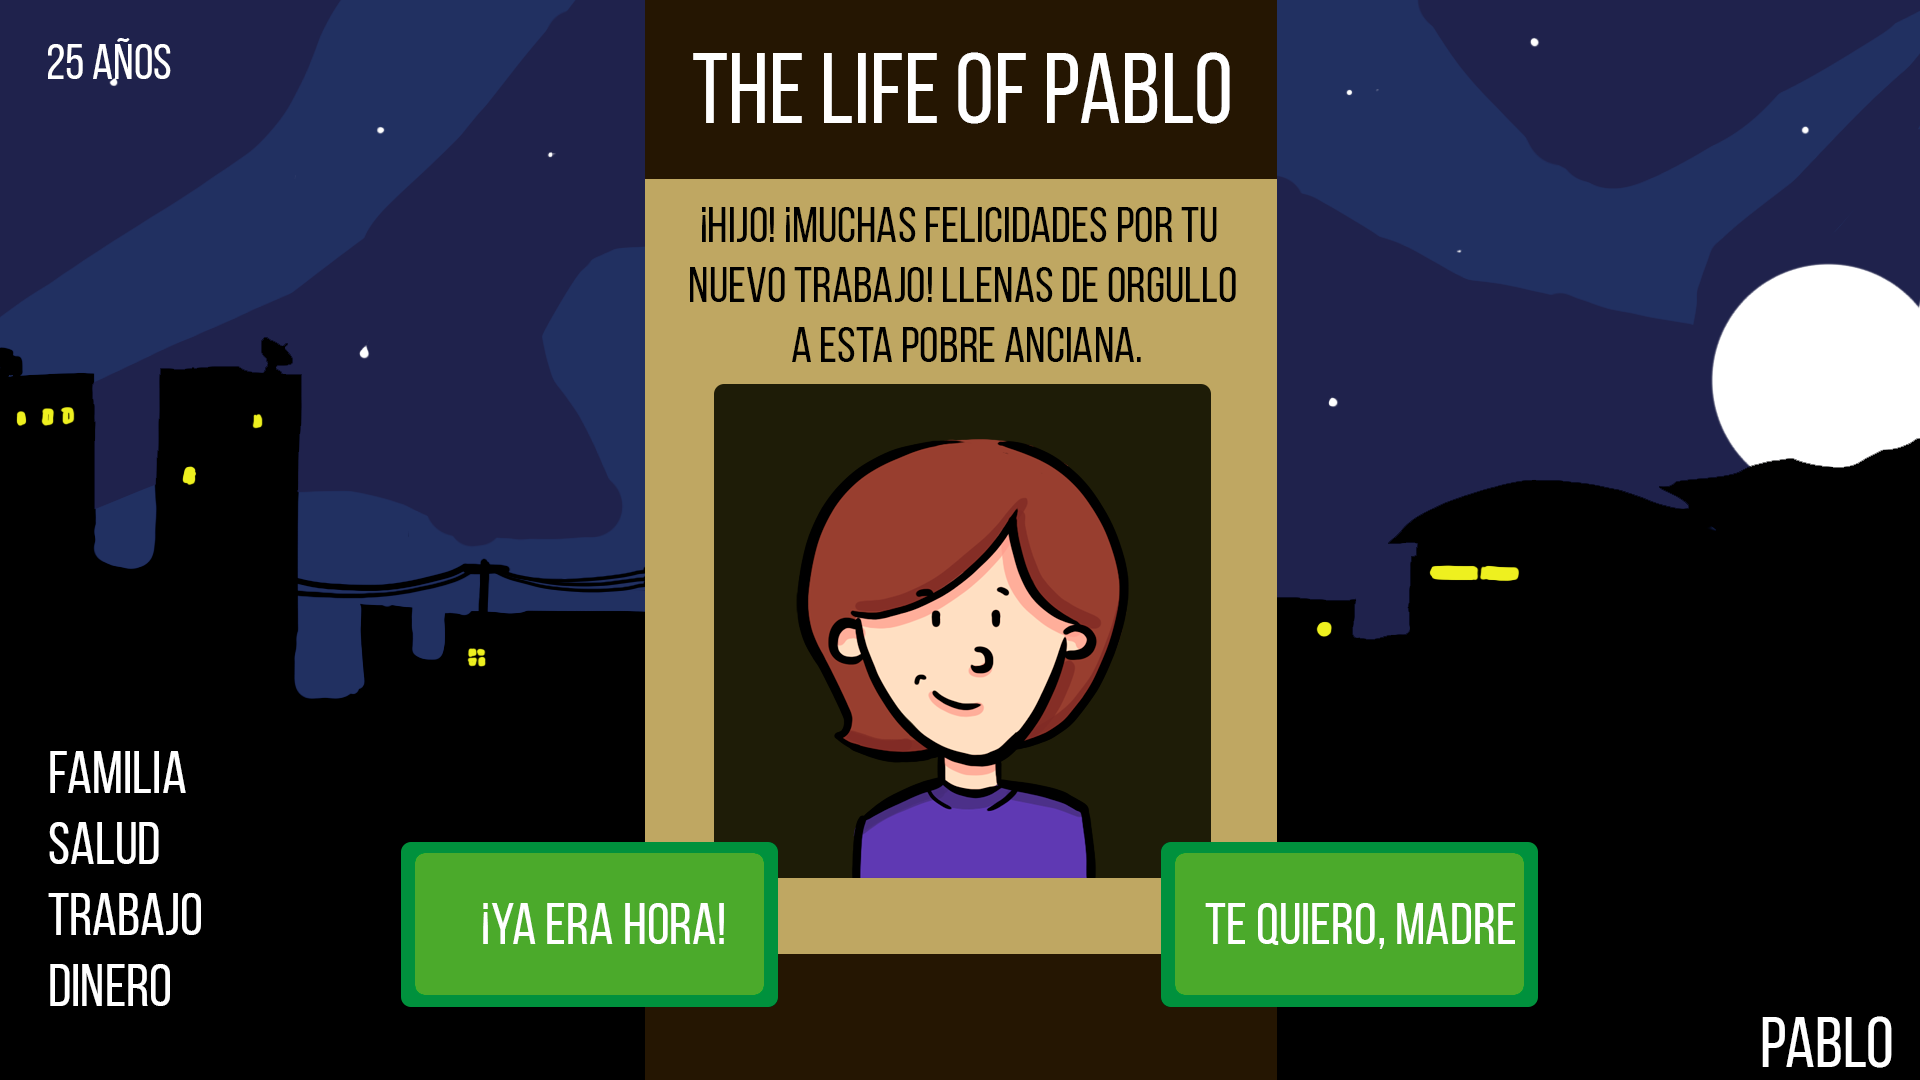 25 AÑOS
THE LIFE OF PABLO
¡HIJO! ¡MUCHAS FELICIDADES POR TU
NUEVO TRABAJO! LLENAS DE ORGULLO
A ESTA POBRE ANCIANA.
FAMILIA
SALUD
TRABAJO
DINERO
¡YA ERA HORA!
TE QUIERO, MADRE
PABLO